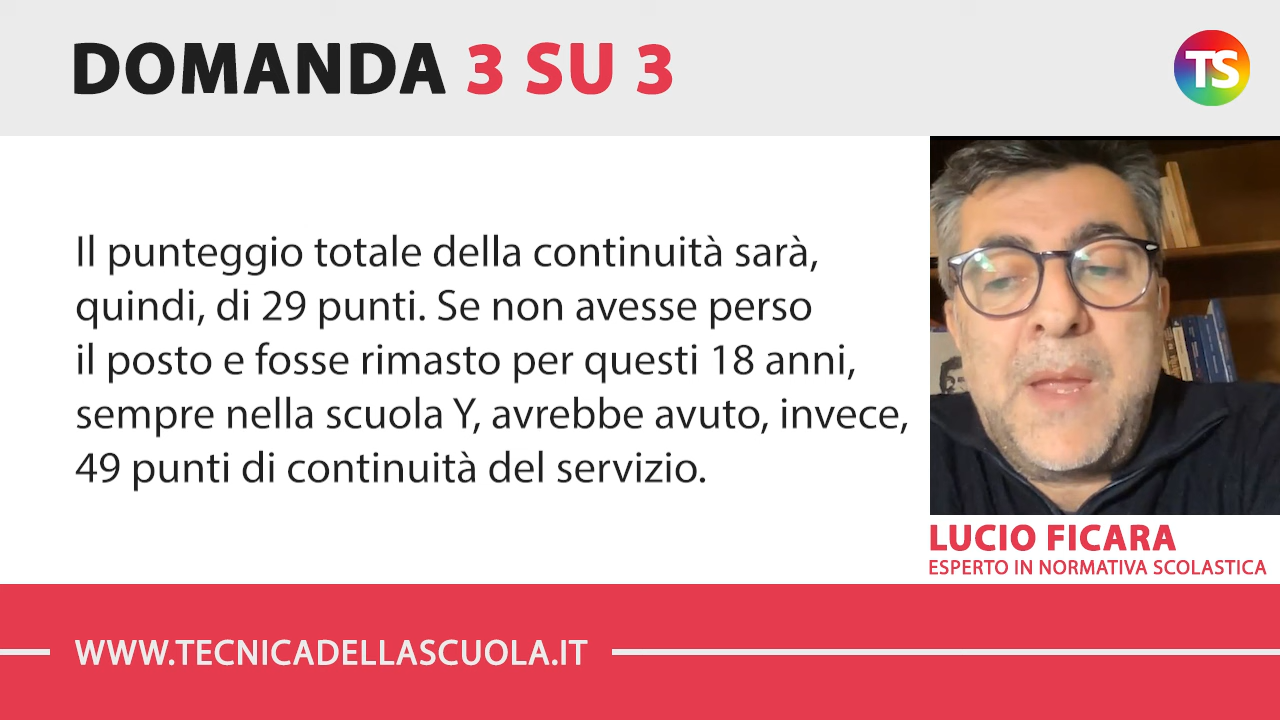 DOMANDA 3 SU 3
TS
Il punteggio totale della continuità sarà,
quindi, di 29 punti. Se non avesse perso
il posto e fosse rimasto per questi 18 anni,
sempre nella scuola Y, avrebbe avuto, invece,
49 punti di continuità del servizio.
LUCIO FICARA
ESPERTO IN NORMATIVA SCOLASTICA
WWW.TECNICADELLASCUOLA.IT